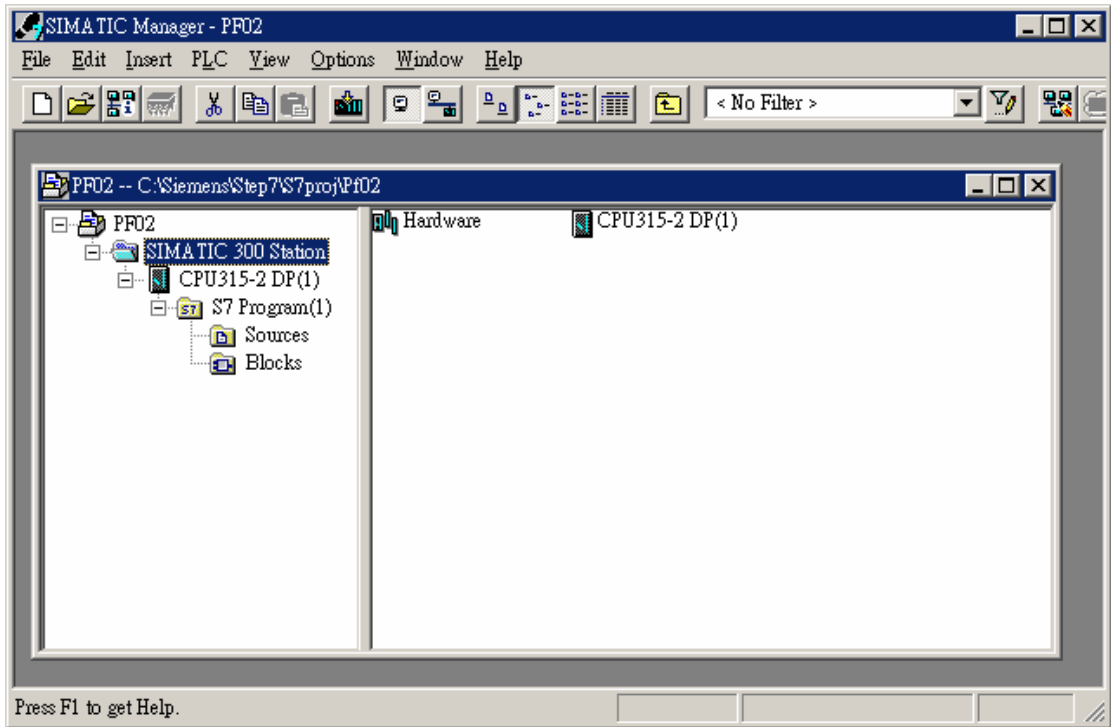 SIMATIC Manager - PF02
File Edit Insert PLC View Options Window Help
< No Filter >
PF02 -- C:\Siemens\Step7\S7proj\Pf02
PF02
SIMATIC 300 Station
CPU315-2 DP(1)
S7 Program(1)
Sources
Blocks
Hardware CPU315-2 DP(1)
Press F1 to get Help.